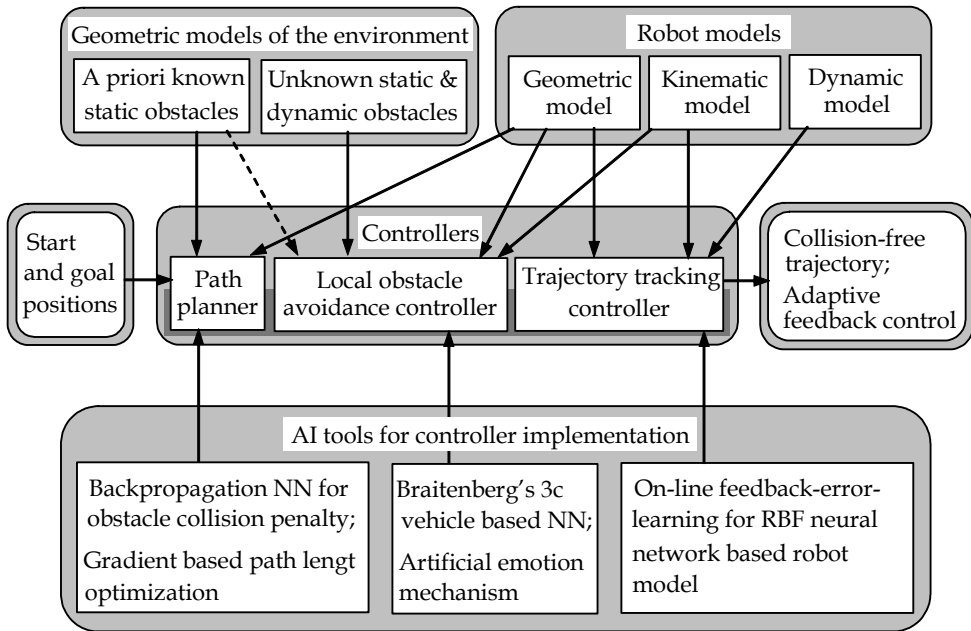 Geometric models of the environment
A priori known
static obstacles
Unknown static &
dynamic obstacles
Robot models
Geometric
model
Kinematic
model
Dynamic
model
Start
and goal
positions
Controllers
Path
planner
Local obstacle
avoidance controller
Trajectory tracking
controller
Collision-free
trajectory;
Adaptive
feedback control
AI tools for controller implementation
Backpropagation NN for
obstacle collision penalty;
Gradient based path lengt
optimization
Braitenberg's 3c
vehicle based NN;
Artificial emotion
mechanism
On-line feedback-error-
learning for RBF neural
network based robot
model